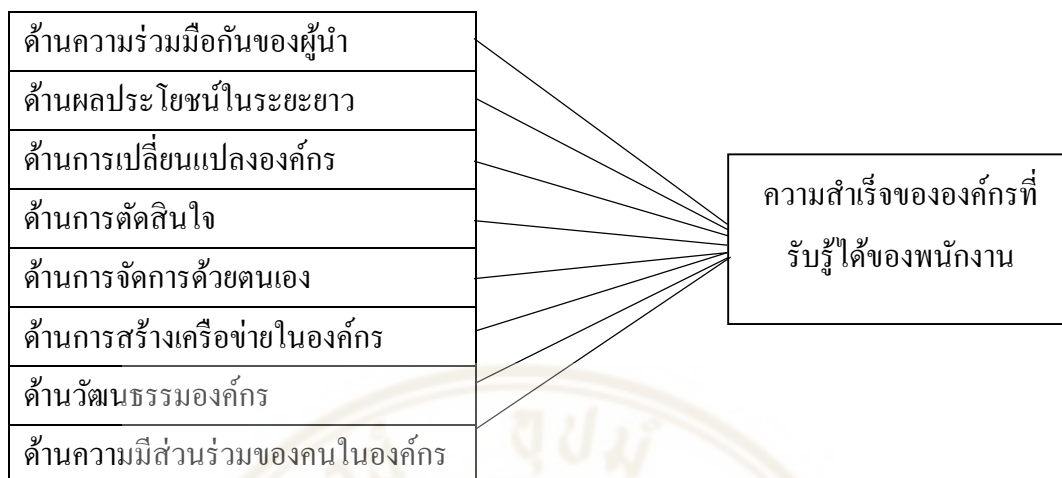 ด้านความร่วมมือกันของผู้นำ
ด้านผลประโยชน์ในระยะยาว
ด้านการเปลี่ยนแปลงองค์กร
ด้านการตัดสินใจ
ด้านการจัดการด้วยตนเอง
ด้านการสร้างเครือข่ายในองค์กร
ด้านวัฒนธรรมองค์กร
ด้านความมีส่วนร่วมของคนในองค์กร
ความสำเร็จขององค์กรที่
รับรู้ได้ของพนักงาน